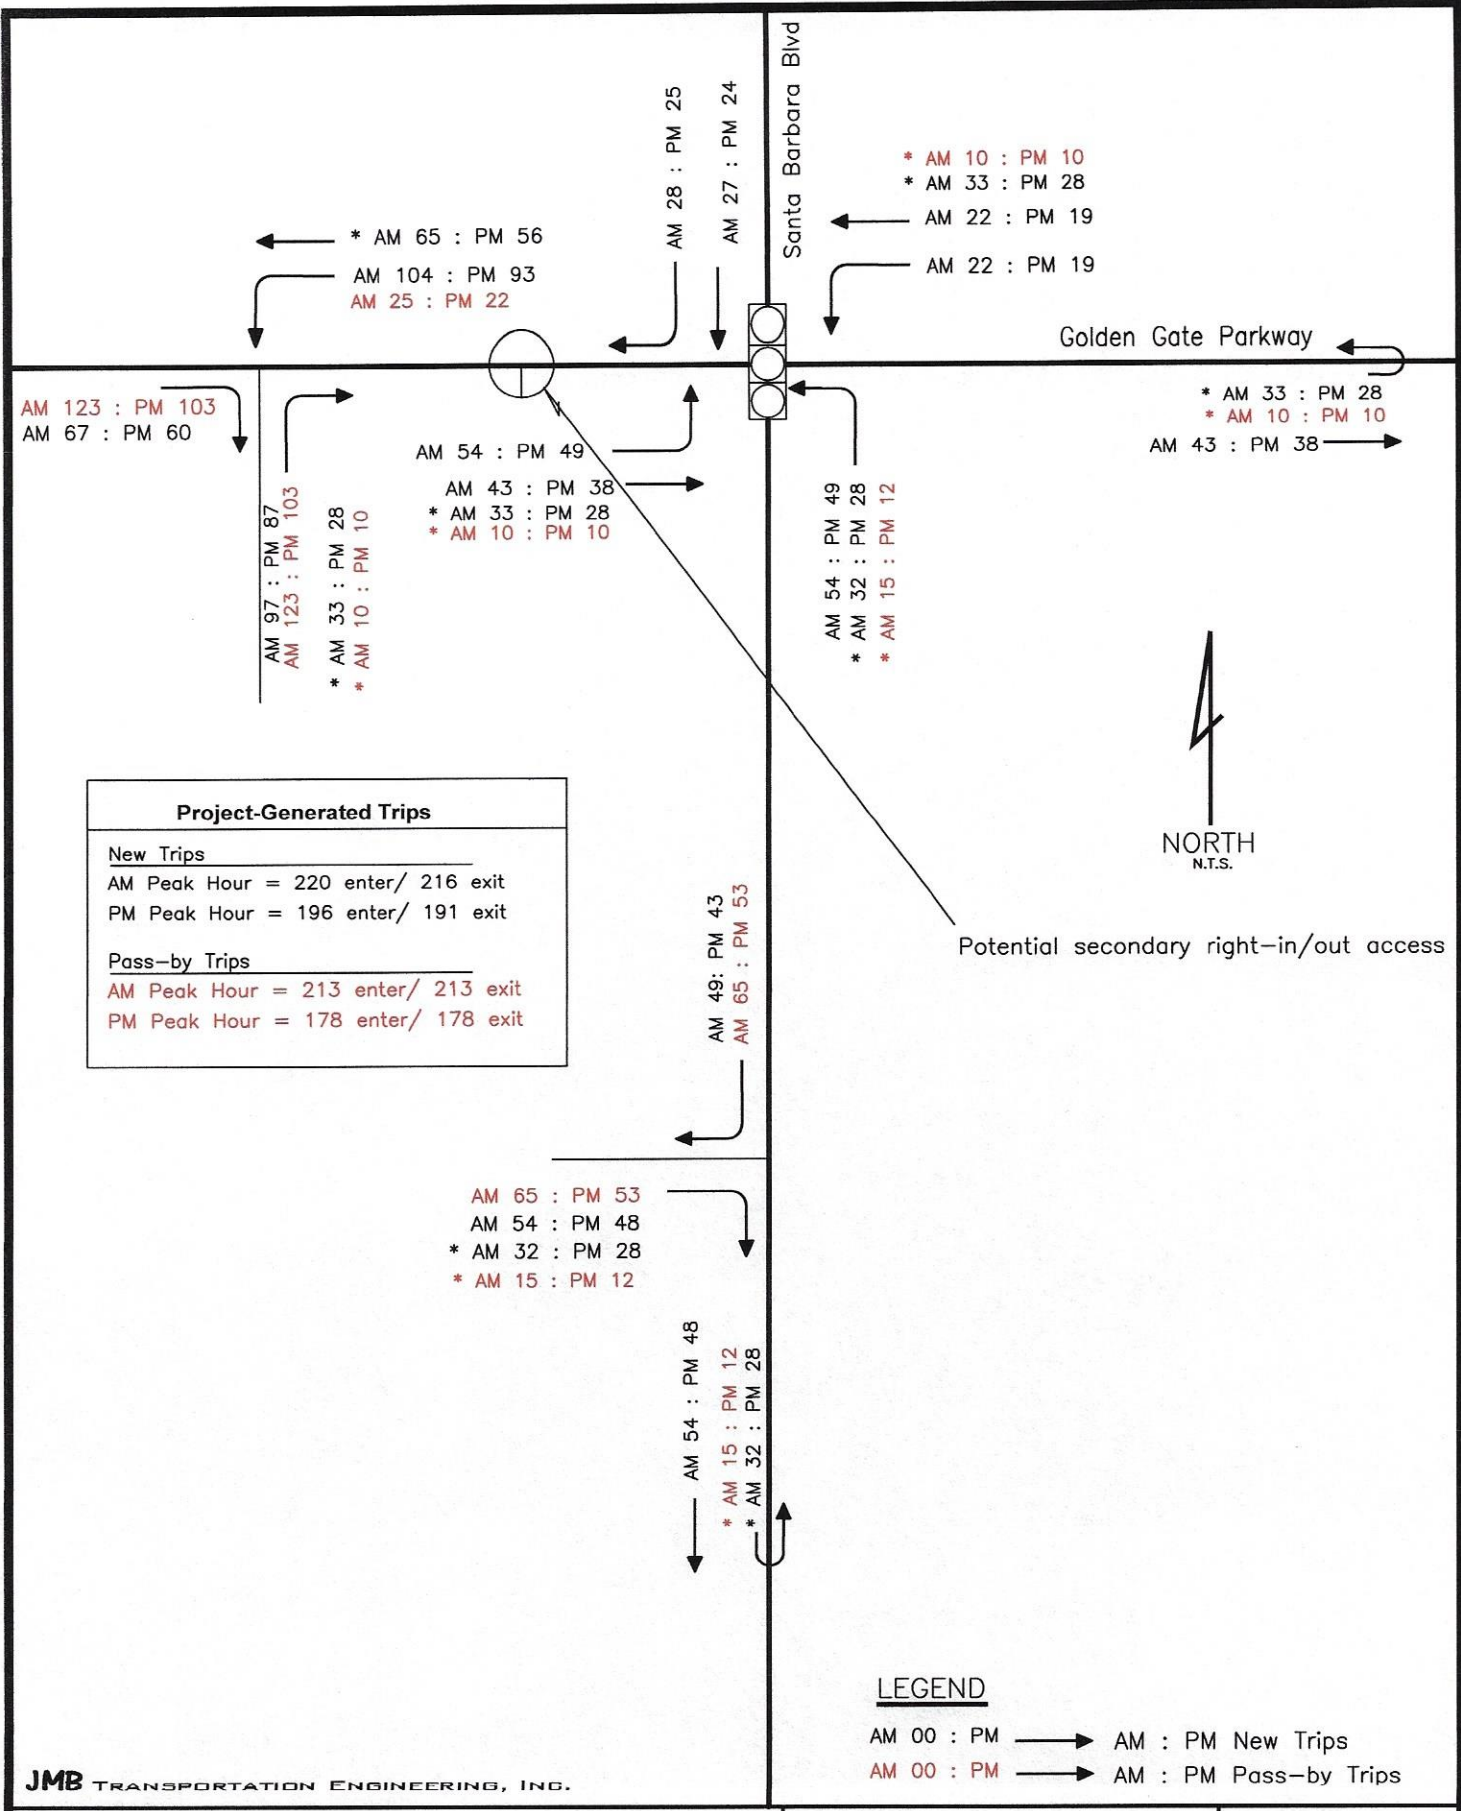 Santa Barbara Blvd
AM 28 : PM 25
AM 27 : PM 24
* AM 10 : PM 10
* AM 33 : PM 28
AM 22 : PM 19
AM 22 : PM 19
* AM 65 : PM 56
AM 104 : PM 93
AM 25 : PM 22
Golden Gate Parkway
AM 123 : PM 103
AM 67 : PM 60
* AM 33 : PM 28
* AM 10 : PM 10
AM 43 : PM 38
AM 54 : PM 49
AM 43 : PM 38
* AM 33 : PM 28
* AM 10 : PM 10
AM 97 : PM 87
AM 123 : PM 103
* AM 33 : PM 28
* AM 10 : PM 10
AM 54 : PM 49
* AM 32 : PM 28
* AM 15 : PM 12
NORTH
N.T.S.
Project-Generated Trips
New Trips
AM Peak Hour = 220 enter/ 216 exit
PM Peak Hour = 196 enter/ 191 exit
Pass-by Trips
AM Peak Hour = 213 enter/ 213 exit
PM Peak Hour = 178 enter/ 178 exit
Potential secondary right-in/out access
AM 49: PM 43
AM 65 : PM 53
AM 65 : PM 53
AM 54 : PM 48
* AM 32 : PM 28
* AM 15 : PM 12
AM 54 : PM 48
* AM 15 : PM 12
* AM 32 : PM 28
LEGEND
AM 00 : PM AM : PM New Trips
AM 00 : PM AM : PM Pass-by Trips
JMB TRANSPORTATION ENGINEERING, INC.